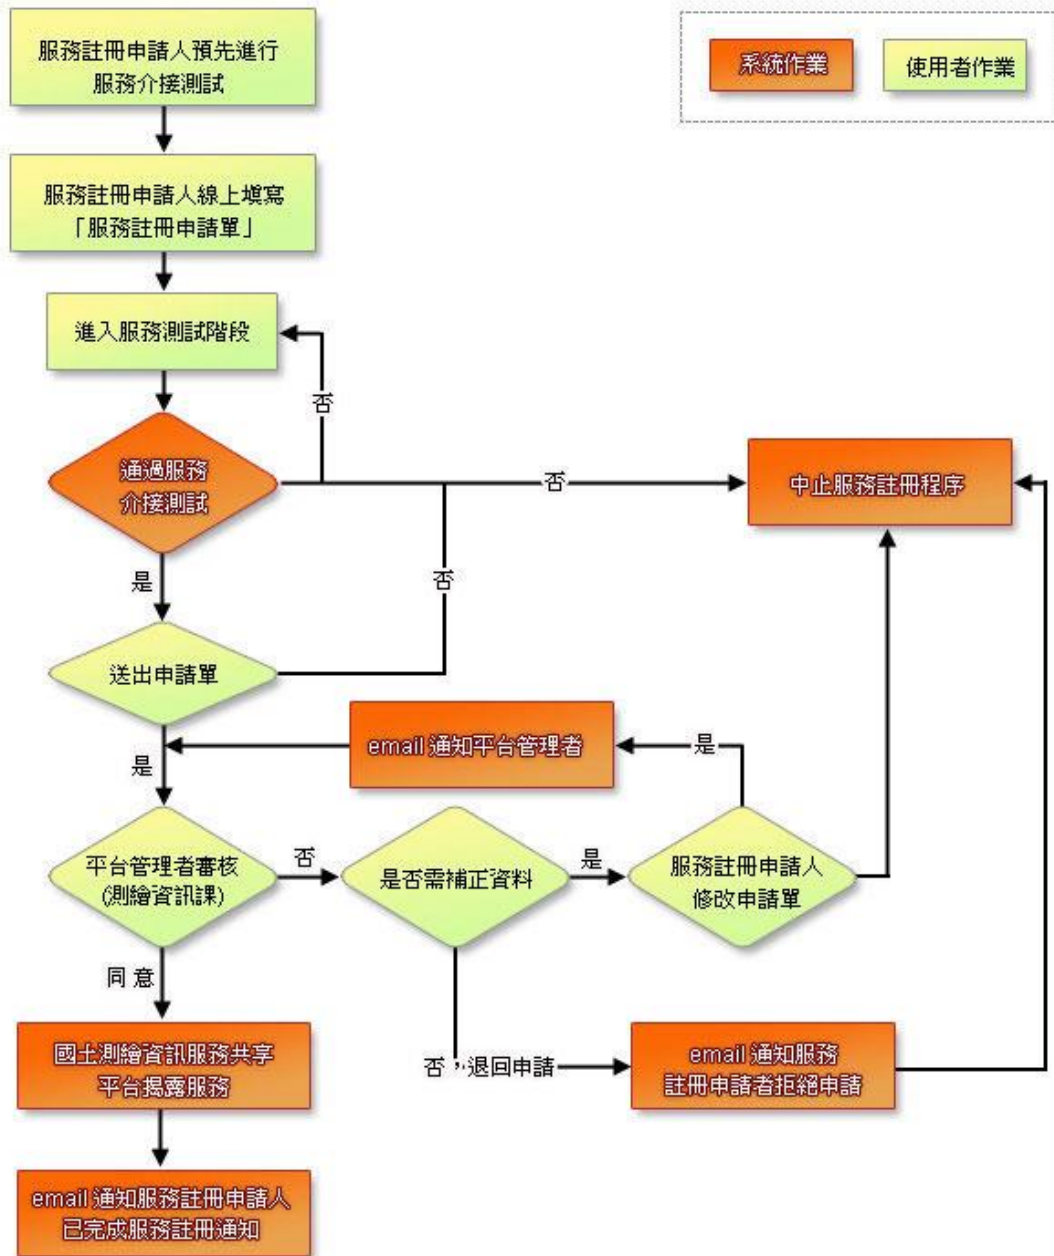 服務註冊申請人預先進行
服務介接測試
系統作業
使用者作業
服務註冊申請人線上填寫
「服務註冊申請單」
進入服務測試階段
否
通過服務
介接測試
否
中止服務註冊程序
是
否
送出申請單
email 通知平台管理者
是
是
平台管理者審核
(測繪資訊課)
否
是否需補正資料
是
服務註冊申請人
修改申請單
同意
國土測繪資訊服務共享
平台揭露服務
否，退回申請
email 通知服務
註冊申請者拒絕申請
email 通知服務註冊申請人
已完成服務註冊通知